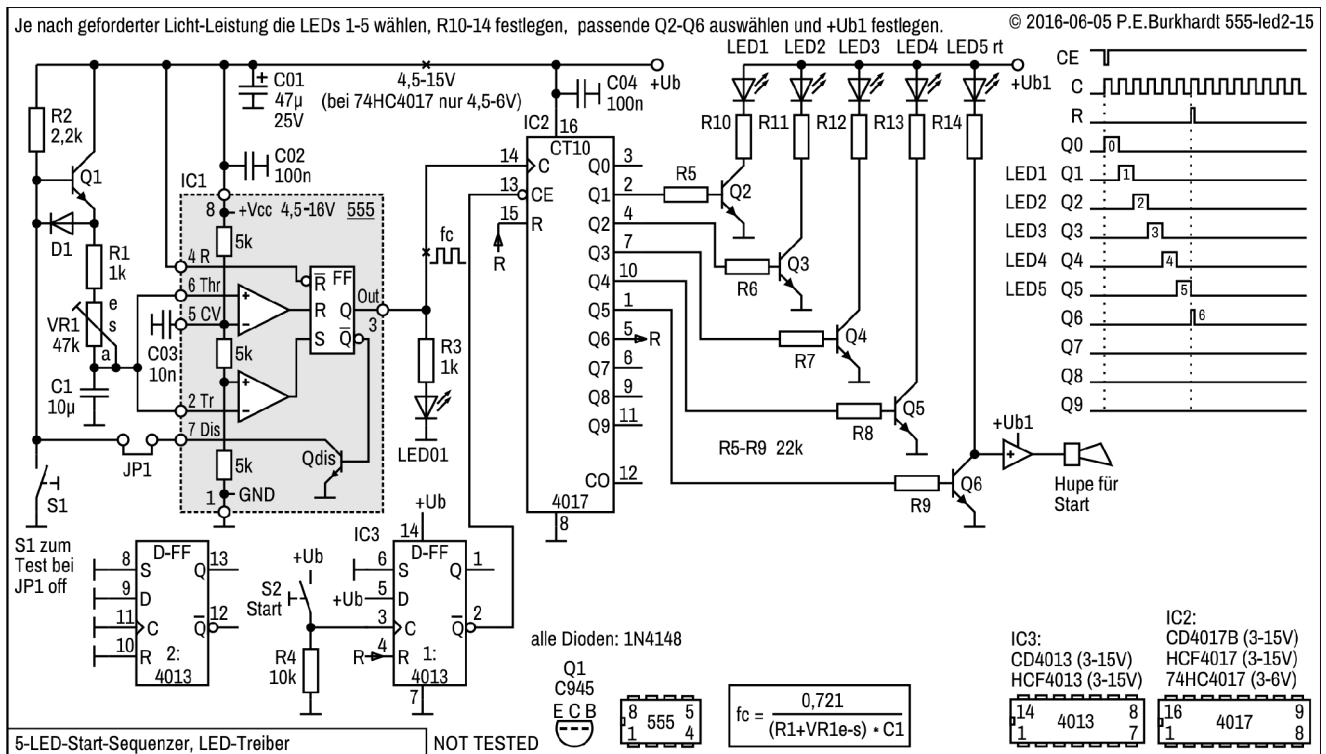 Je nach geforderter Licht-Leistung die LEDs 1-5 wählen, R10-14 festlegen, passende Q2-Q6 auswählen und +Ub1 festlegen.
© 2016-06-05 P.E.Burkhardt 555-led2-15
R2
2,2k
Q1
D1
R1
1k
VR1
47k
e
s
a
C1
10µ
C03
10n
+
C01
47µ
25V
C02
100n
4,5-15V
(bei 74HC4017 nur 4,5-6V)
C04
100n
+Ub
IC1
8
+Vcc 4,5-16V 555
5k
4 R
6 Thr
5 CV
5k
2 Tr
7 Dis
5k
1
GND
+
-
+
-
R FF
R Q
S Q
Out
3
Qdis
JP1
S1
S1 zum
Test bei
JP1 off
fc
R3
1k
LED01
IC2
16
CT10
14 C
13 CE
15 R
R
Q0 3
Q1 2
Q2 4
Q3 7
Q4 10
Q5 1
Q6 5 R
Q7 6
Q8 9
Q9 11
CO 12
4017
8
LED1 LED2 LED3 LED4 LED5 rt
+Ub1
R10 R11 R12 R13 R14
R5
Q2
R6
Q3
R7
Q4
R8
Q5
R9
Q6
R5-R9 22k
+Ub1
+
Hupe für
Start
CE
C
R
Q0 0
LED1 Q1 1
LED2 Q2 2
LED3 Q3 3
LED4 Q4 4
LED5 Q5 5
Q6 6
Q7
Q8
Q9
D-FF
8 S Q 13
9 D
11 C Q 12
10 R
2:
4013
+Ub
S2
Start
R4
10k
IC3
+Ub
14
D-FF
6 S Q 1
+Ub 5 D
3 C Q 2
R 4 R
1:
4013
7
alle Dioden: 1N4148
Q1
C945
E C B
8 5
555
1 4
fc = 0,721
(R1+VR1e-s) * C1
IC3:
CD4013 (3-15V)
HCF4013 (3-15V)
14 8
4013
1 7
IC2:
CD4017B (3-15V)
HCF4017 (3-15V)
74HC4017 (3-6V)
16 9
4017
1 8
5-LED-Start-Sequenzer, LED-Treiber
NOT TESTED